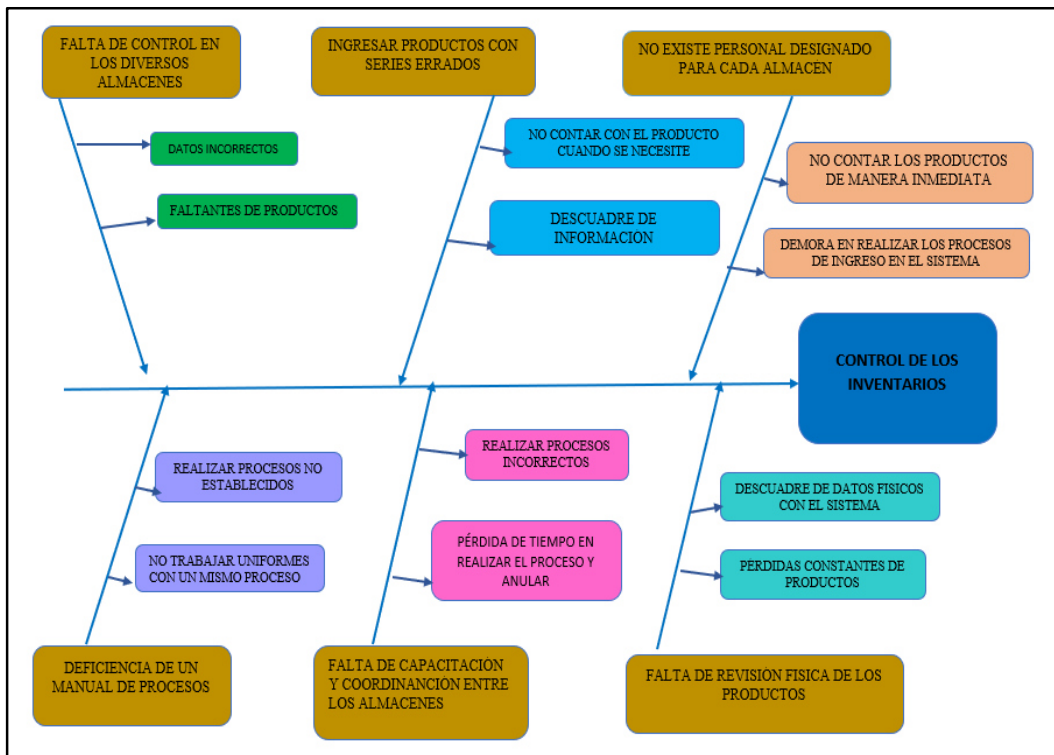 FALTA DE CONTROL EN
LOS DIVERSOS
ALMACENES
INGRESAR PRODUCTOS CON
SERIES ERRADOS
NO EXISTE PERSONAL DESIGNADO
PARA CADA ALMACÉN
DATOS INCORRECTOS
FALTANTES DE PRODUCTOS
NO CONTAR CON EL PRODUCTO
CUANDO SE NECESITE
DESCUADRE DE
INFORMACIÓN
NO CONTAR LOS PRODUCTOS
DE MANERA INMEDIATA
DEMORA EN REALIZAR LOS PROCESOS
DE INGRESO EN EL SISTEMA
CONTROL DE LOS
INVENTARIOS
REALIZAR PROCESOS NO
ESTABLECIDOS
NO TRABAJAR UNIFORMES
CON UN MISMO PROCESO
REALIZAR PROCESOS
INCORRECTOS
PÉRDIDA DE TIEMPO EN
REALIZAR EL PROCESO Y
ANULAR
DESCUADRE DE DATOS FISICOS
CON EL SISTEMA
PÉRDIDAS CONSTANTES DE
PRODUCTOS
DEFICIENCIA DE UN
MANUAL DE PROCESOS
FALTA DE CAPACITACIÓN
Y COORDINANCIÓN ENTRE
LOS ALMACENES
FALTA DE REVISIÓN FISICA DE LOS
PRODUCTOS